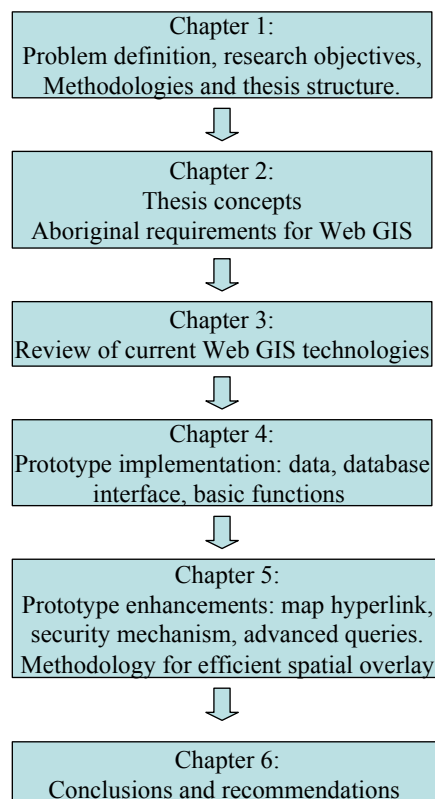 Chapter 1:
Problem definition, research objectives,
Methodologies and thesis structure.
Chapter 2:
Thesis concepts
Aboriginal requirements for Web GIS
Chapter 3:
Review of current Web GIS technologies
Chapter 4:
Prototype implementation: data, database
interface, basic functions
Chapter 5:
Prototype enhancements: map hyperlink,
security mechanism, advanced queries.
Methodology for efficient spatial overlay
Chapter 6:
Conclusions and recommendations